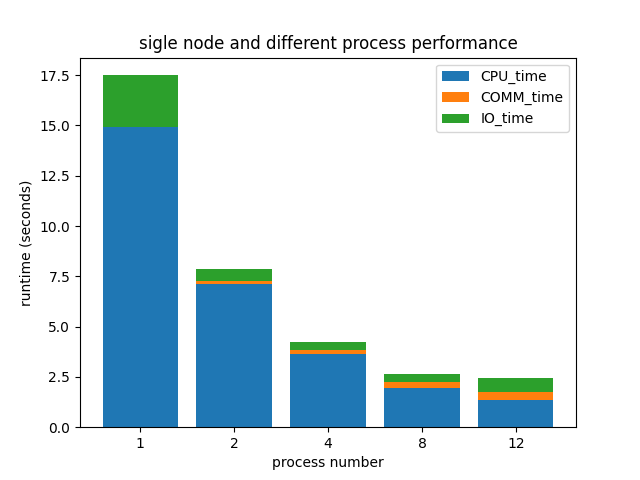 sigle node and different process performance
CPU_time
COMM_time
IO_time
17.5
15.0
12.5
10.0
7.5
5.0
2.5
0.0
runtime (seconds)
1 2 4 8 12
process number